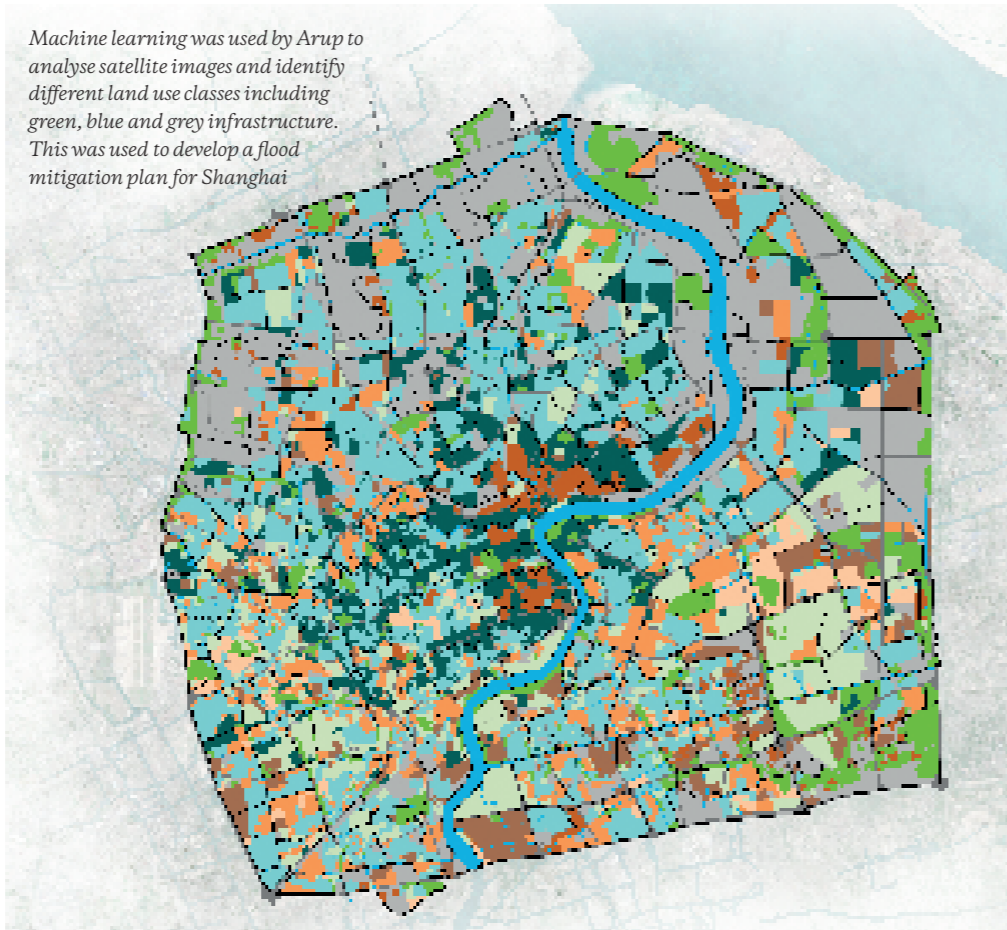 Machine learning was used by Arup to
analyse satellite images and identify
different land use classes including
green, blue and grey infrastructure.
This was used to develop a flood
mitigation plan for Shanghai